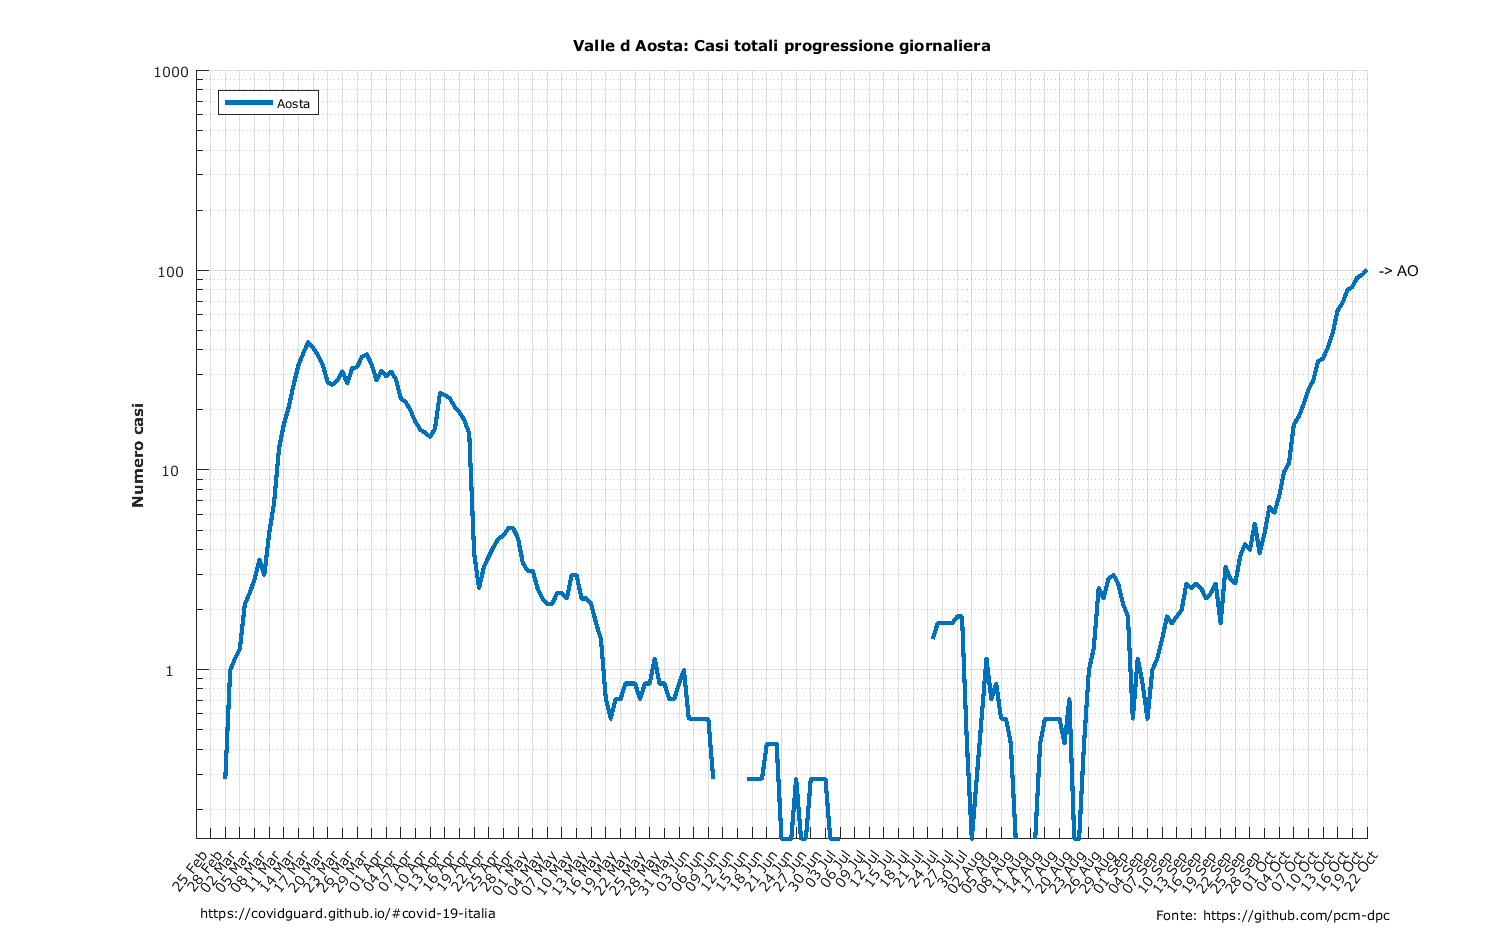 Valle d Aosta: Casi totali progressione giornaliera
1000
100
10
1
Numero casi
Aosta
-> AO
25 Feb
28 Feb
02 Mar
05 Mar
08 Mar
11 Mar
14 Mar
17 Mar
20 Mar
23 Mar
26 Mar
29 Mar
01 Apr
04 Apr
07 Apr
10 Apr
13 Apr
16 Apr
19 Apr
22 Apr
25 Apr
28 Apr
01 May
04 May
07 May
10 May
13 May
16 May
19 May
22 May
25 May
28 May
31 May
03 Jun
06 Jun
09 Jun
12 Jun
15 Jun
18 Jun
21 Jun
24 Jun
27 Jun
30 Jun
03 Jul
06 Jul
09 Jul
12 Jul
15 Jul
18 Jul
21 Jul
24 Jul
27 Jul
30 Jul
02 Aug
05 Aug
08 Aug
11 Aug
14 Aug
17 Aug
20 Aug
23 Aug
26 Aug
29 Aug
01 Sep
04 Sep
07 Sep
10 Sep
13 Sep
16 Sep
19 Sep
22 Sep
25 Sep
28 Sep
01 Oct
04 Oct
07 Oct
10 Oct
13 Oct
16 Oct
19 Oct
22 Oct
https://covidguard.github.io/#covid-19-italia
Fonte: https://github.com/pcm-dpc